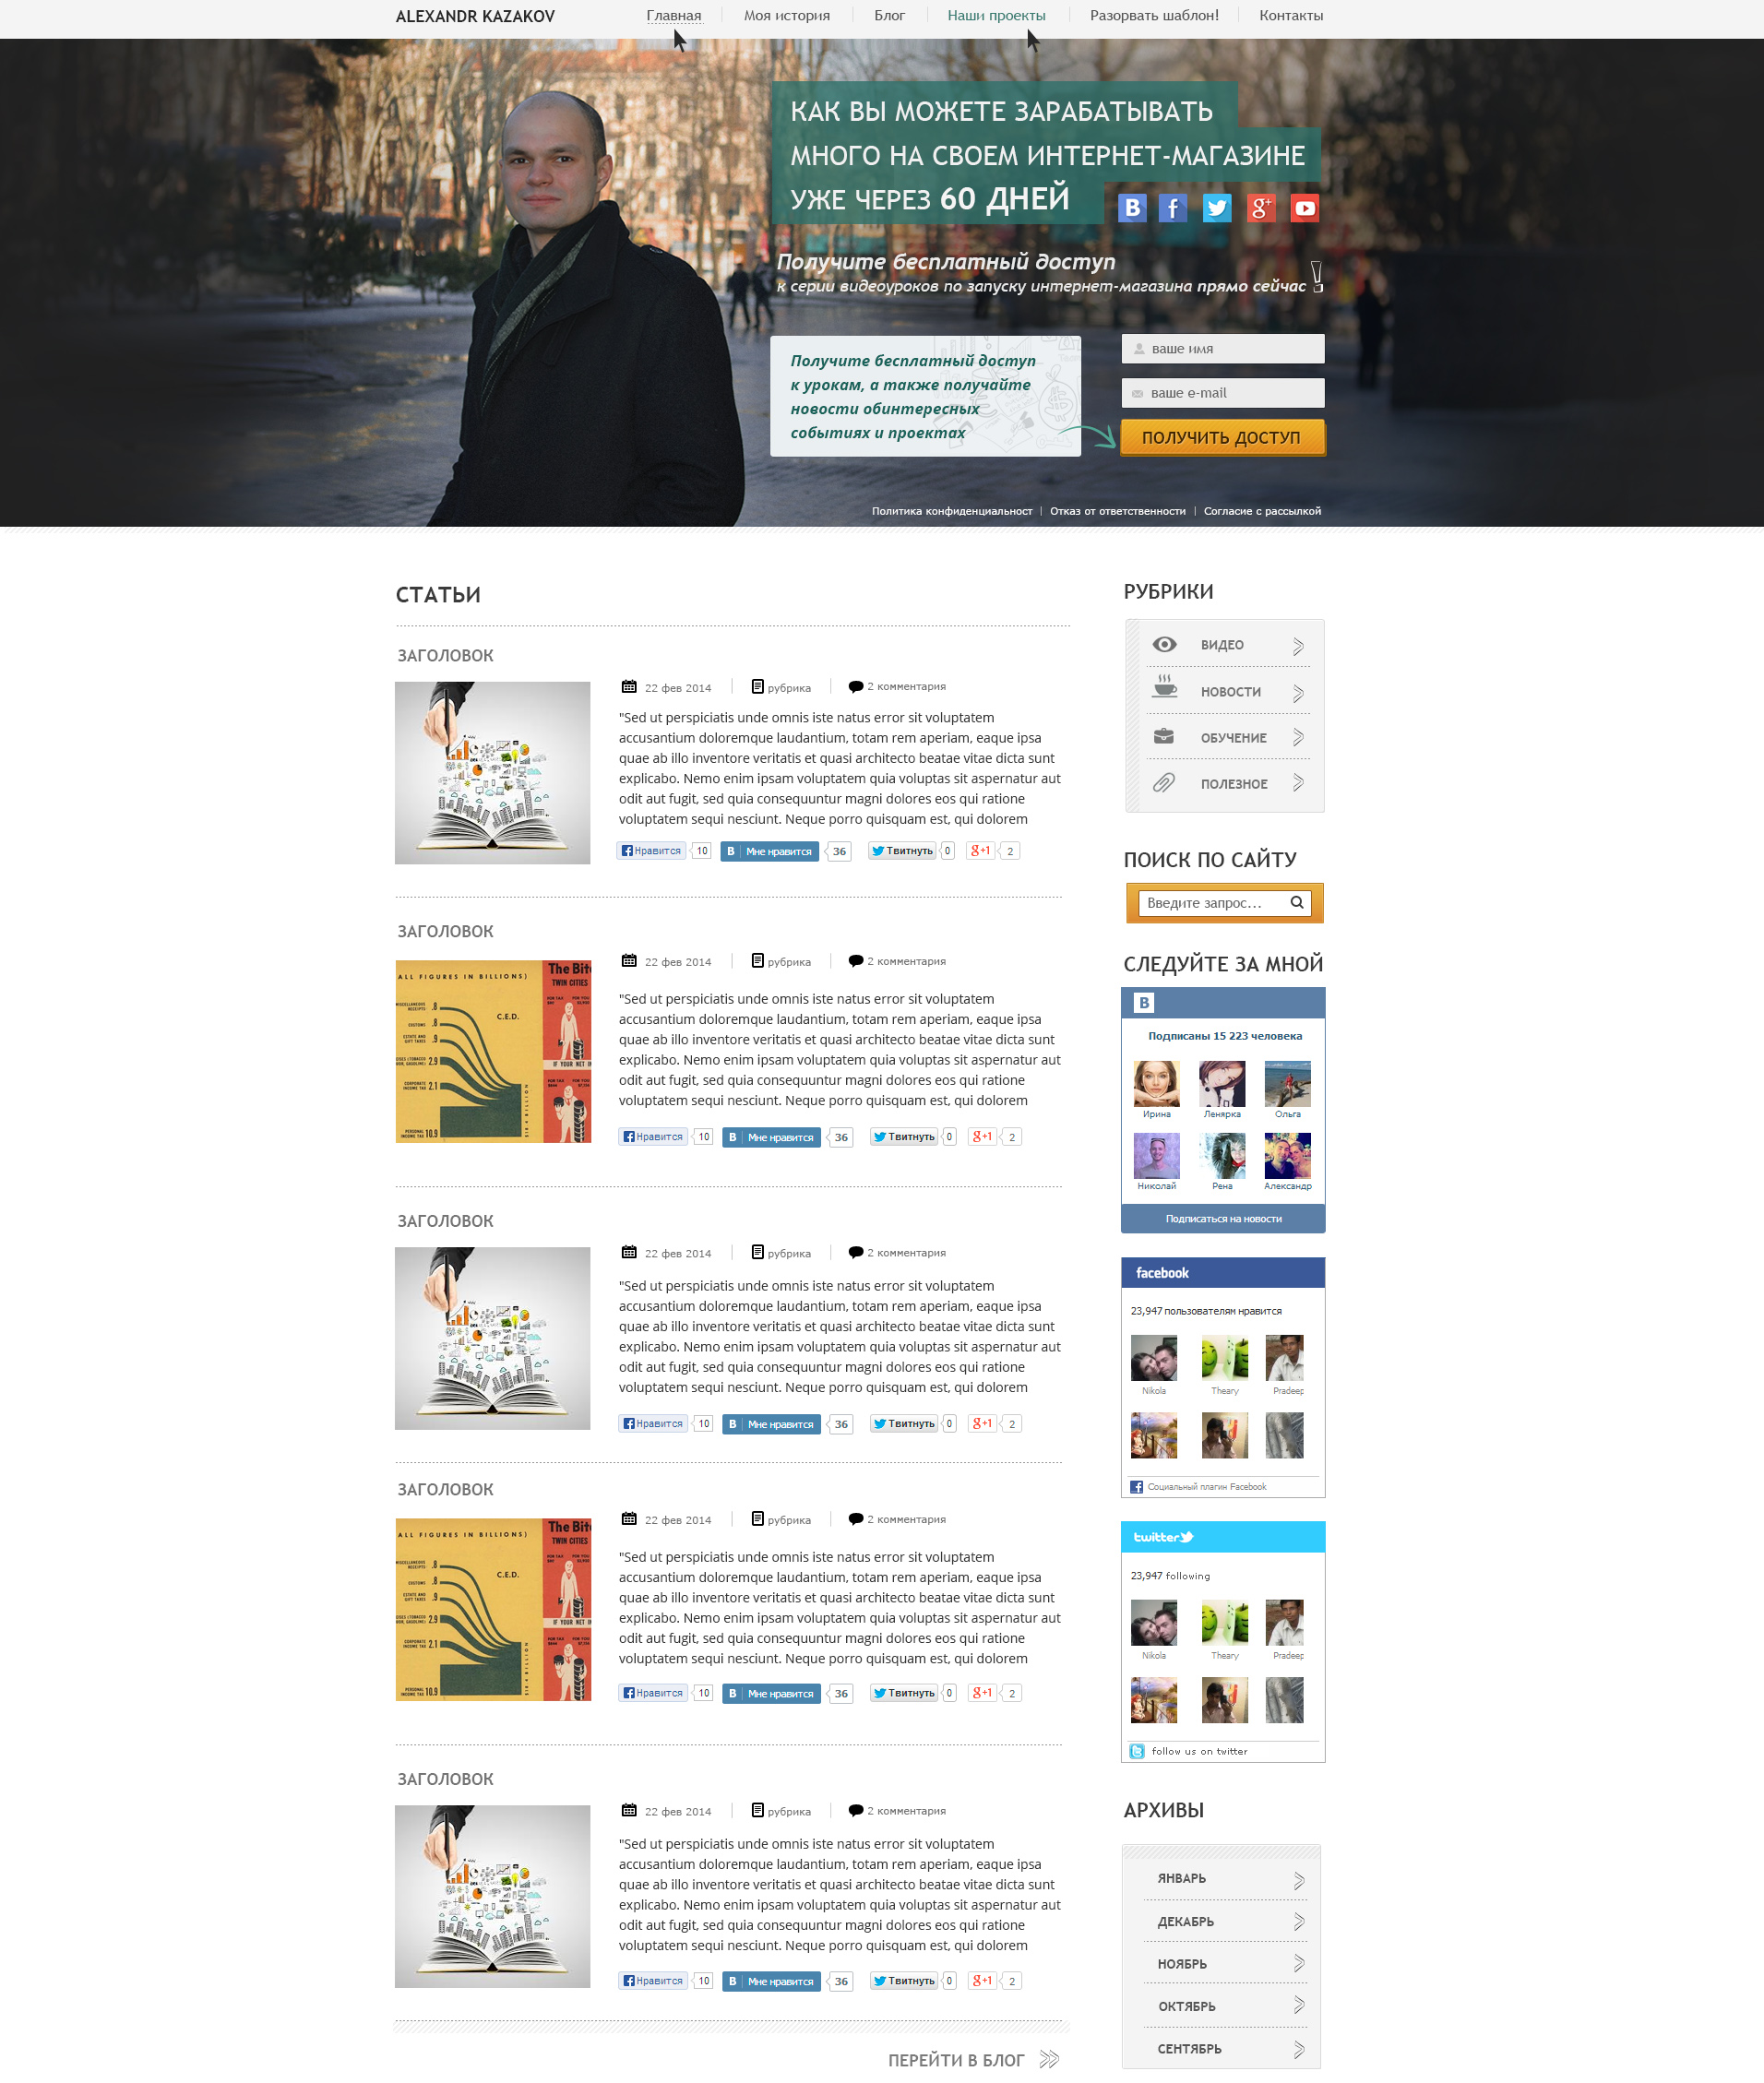 ALEXANDR KAZAKOV
Главная
Моя история
Блог
Наши проекты
Разорвать шаблон!
Контакты
КАК ВЫ МОЖЕТЕ ЗАРАБАТЫВАТЬ
МНОГО НА СВОЕМ ИНТЕРНЕТ-МАГАЗИНЕ
УЖЕ ЧЕРЕЗ 60 ДНЕЙ
Получите бесплатный доступ
к серии видеоуроков по запуску интернет-магазина прямо сейчас !
Получите бесплатный доступ
к урокам, а также получайте
новости обинтересных
событиях и проектах
ваше имя
ваше e-mail
ПОЛУЧИТЬ ДОСТУП
Политика конфиденциальност | Отказ от ответственности | Согласие с рассылкой
СТАТЬИ
ЗАГОЛОВОК
22 фев 2014
рубрика
2 комментария
"Sed ut perspiciatis unde omnis iste natus error sit voluptatem
accusantium doloremque laudantium, totam rem aperiam, eaque ipsa
quae ab illo inventore veritatis et quasi architecto beatae vitae dicta sunt
explicabo. Nemo enim ipsam voluptatem quia voluptas sit aspernatur aut
odit aut fugit, sed quia consequuntur magni dolores eos qui ratione
voluptatem sequi nesciunt. Neque porro quisquam est, qui dolorem
Нравится 10 В Мне нравится 36 Твитнуть 0 g+1 2
ЗАГОЛОВОК
ALL FIGURES IN BILLIONS)
The Bit
TWIN CITIES
C.E.D.
22 фев 2014
рубрика
2 комментария
"Sed ut perspiciatis unde omnis iste natus error sit voluptatem
accusantium doloremque laudantium, totam rem aperiam, eaque ipsa
quae ab illo inventore veritatis et quasi architecto beatae vitae dicta sunt
explicabo. Nemo enim ipsam voluptatem quia voluptas sit aspernatur aut
odit aut fugit, sed quia consequuntur magni dolores eos qui ratione
voluptatem sequi nesciunt. Neque porro quisquam est, qui dolorem
Нравится 10 В Мне нравится 36 Твитнуть 0 g+1 2
ЗАГОЛОВОК
22 фев 2014
рубрика
2 комментария
"Sed ut perspiciatis unde omnis iste natus error sit voluptatem
accusantium doloremque laudantium, totam rem aperiam, eaque ipsa
quae ab illo inventore veritatis et quasi architecto beatae vitae dicta sunt
explicabo. Nemo enim ipsam voluptatem quia voluptas sit aspernatur aut
odit aut fugit, sed quia consequuntur magni dolores eos qui ratione
voluptatem sequi nesciunt. Neque porro quisquam est, qui dolorem
Нравится 10 В Мне нравится 36 Твитнуть 0 g+1 2
ЗАГОЛОВОК
ALL FIGURES IN BILLIONS)
The Bit
TWIN CITIES
C.E.D.
22 фев 2014
рубрика
2 комментария
"Sed ut perspiciatis unde omnis iste natus error sit voluptatem
accusantium doloremque laudantium, totam rem aperiam, eaque ipsa
quae ab illo inventore veritatis et quasi architecto beatae vitae dicta sunt
explicabo. Nemo enim ipsam voluptatem quia voluptas sit aspernatur aut
odit aut fugit, sed quia consequuntur magni dolores eos qui ratione
voluptatem sequi nesciunt. Neque porro quisquam est, qui dolorem
Нравится 10 В Мне нравится 36 Твитнуть 0 g+1 2
ЗАГОЛОВОК
22 фев 2014
рубрика
2 комментария
"Sed ut perspiciatis unde omnis iste natus error sit voluptatem
accusantium doloremque laudantium, totam rem aperiam, eaque ipsa
quae ab illo inventore veritatis et quasi architecto beatae vitae dicta sunt
explicabo. Nemo enim ipsam voluptatem quia voluptas sit aspernatur aut
odit aut fugit, sed quia consequuntur magni dolores eos qui ratione
voluptatem sequi nesciunt. Neque porro quisquam est, qui dolorem
Нравится 10 В Мне нравится 36 Твитнуть 0 g+1 2
ПЕРЕЙТИ В БЛОГ
РУБРИКИ
ВИДЕО
НОВОСТИ
ОБУЧЕНИЕ
ПОЛЕЗНОЕ
ПОИСК ПО САЙТУ
Введите запрос...
СЛЕДУЙТЕ ЗА МНОЙ
В
Подписаны 15 223 человека
Ирина Ленярка Ольга
Николай Рена Александр
Подписаться на новости
facebook
23,947 пользователям нравится
Nikola Theary Pradeep
Социальный плагин Facebook
twitter
23,947 following
Nikola Theary Pradeep
follow us on twitter
АРХИВЫ
ЯНВАРЬ
ДЕКАБРЬ
НОЯБРЬ
ОКТЯБРЬ
СЕНТЯБРЬ